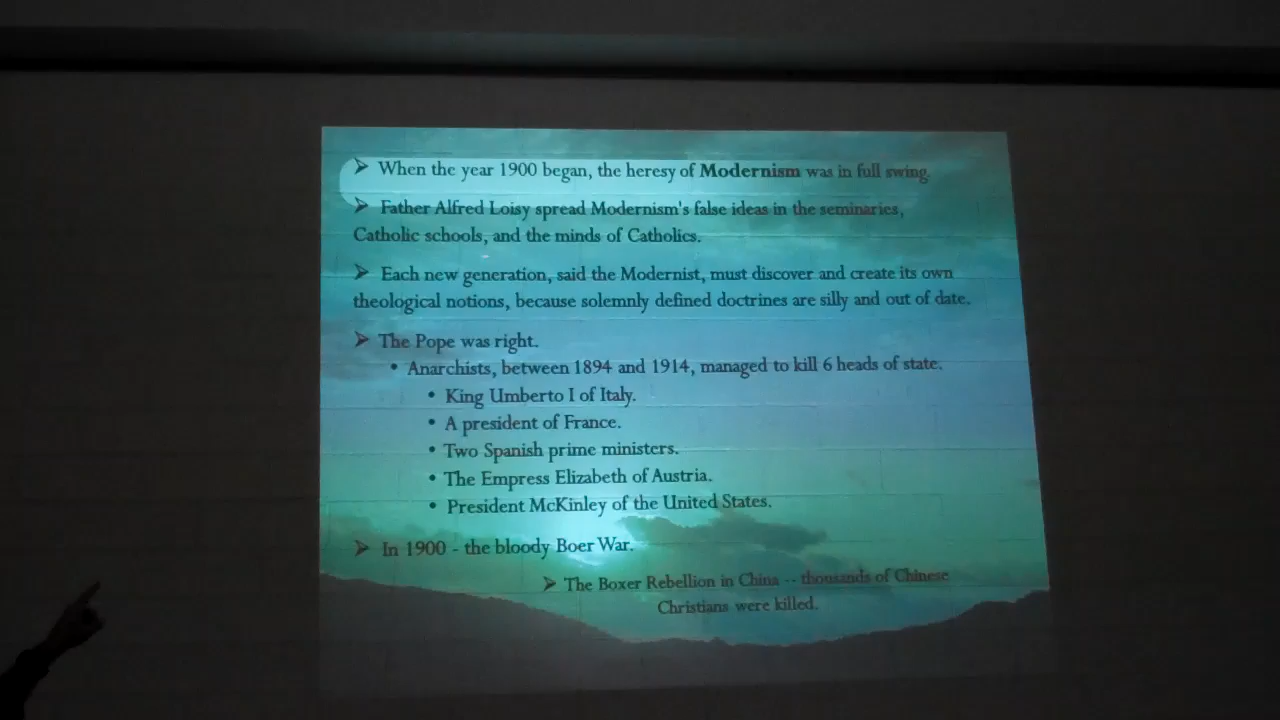 ➢ When the year 1900 began, the heresy of Modernism was in full swing.
➢ Father Alfred Loisy spread Modernism's false ideas in the seminaries,
Catholic schools, and the minds of Catholics.
➢ Each new generation, said the Modernist, must discover and create its own
theological notions, because solemnly defined doctrines are silly and out of date.
➢ The Pope was right.
• Anarchists, between 1894 and 1914, managed to kill 6 heads of state.
• King Umberto I of Italy.
• A president of France.
• Two Spanish prime ministers.
• The Empress Elizabeth of Austria.
• President McKinley of the United States.
➢ In 1900 - the bloody Boer War.
➢ The Boxer Rebellion in China -- thousands of Chinese
Christians were killed.